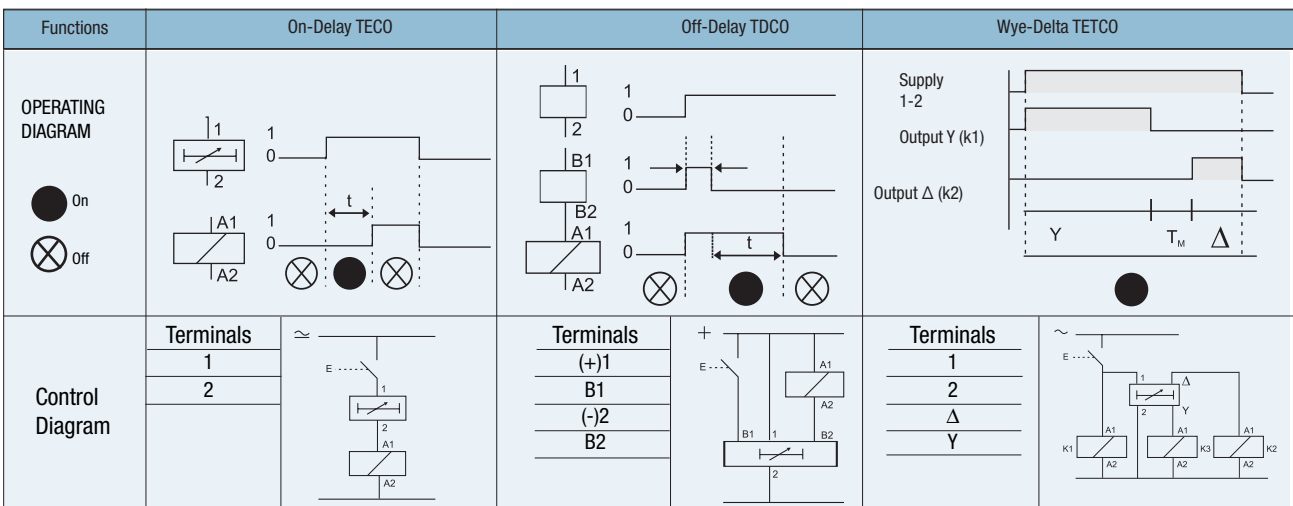 Functions
On-Delay TECO
Off-Delay TDCO
Wye-Delta TETCO
OPERATING
DIAGRAM
On
Off
1
2
1
0
A1
A2
1
0
t
1
2
1
0
B1
B2
1
0
A1
A2
1
0
t
Supply
1-2
Output Y (k1)
Output Δ (k2)
Y
TM
Δ
Control
Diagram
Terminals
1
2
≃
E
1
2
A1
A2
Terminals
(+)1
B1
(-)2
B2
+
E
A1
A2
B1
1
B2
2
Terminals
1
2
Δ
Y
~
E
1
Δ
2
Y
K1
A1
A2
A1
K3
A2
A1
K2
A2